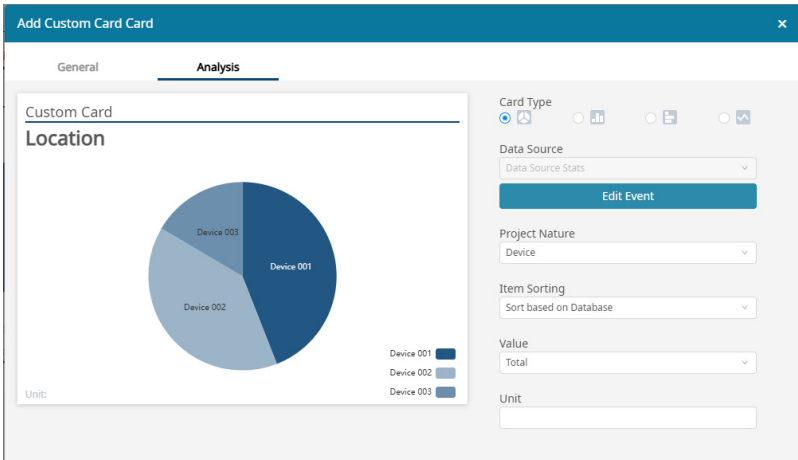 Add Custom Card Card
×
General
Analysis
Custom Card
Location
Device 003
Device 001
Device 002
Device 001
Device 002
Device 003
Unit:
Card Type
Data Source
Data Source Stats
Edit Event
Project Nature
Device
Item Sorting
Sort based on Database
Value
Total
Unit